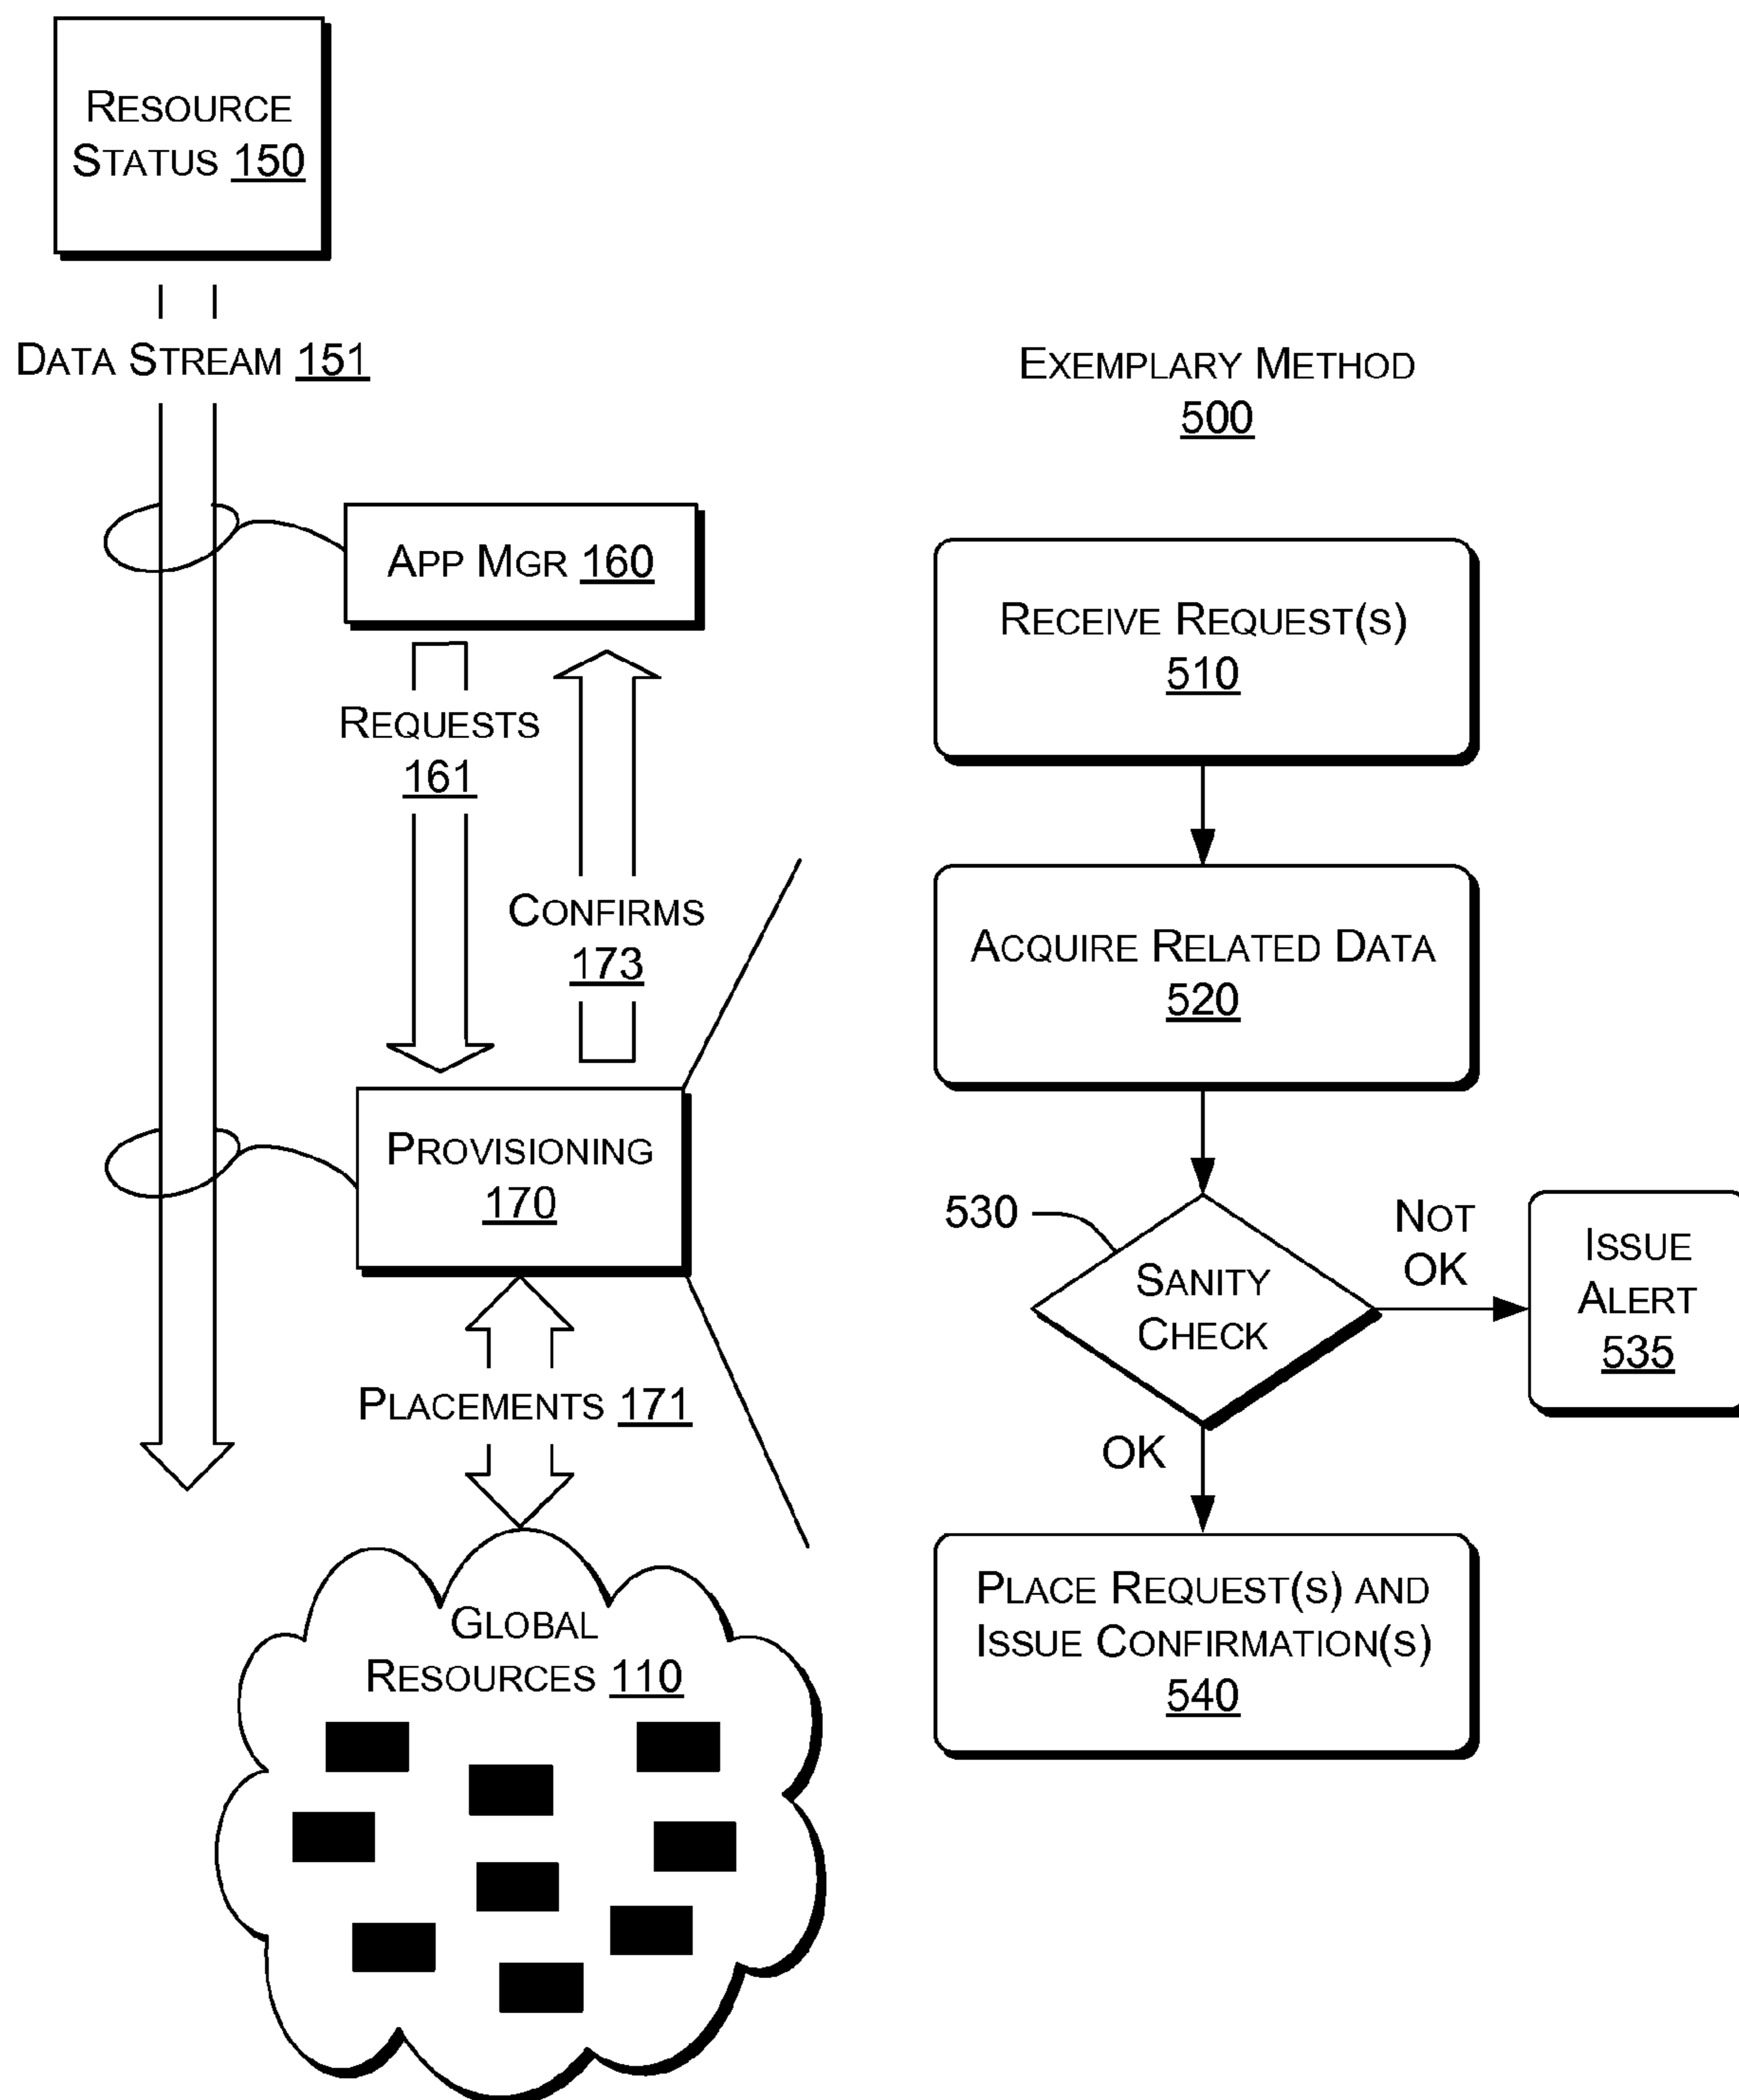 RESOURCE
STATUS 150
DATA STREAM 151
APP MGR 160
REQUESTS
161
CONFIRMS
173
PROVISIONING
170
PLACEMENTS 171
GLOBAL
RESOURCES 110
EXEMPLARY METHOD
500
RECEIVE REQUEST(S)
510
ACQUIRE RELATED DATA
520
530
SANITY
CHECK
NOT
OK
ISSUE
ALERT
535
OK
PLACE REQUEST(S) AND
ISSUE CONFIRMATION(S)
540